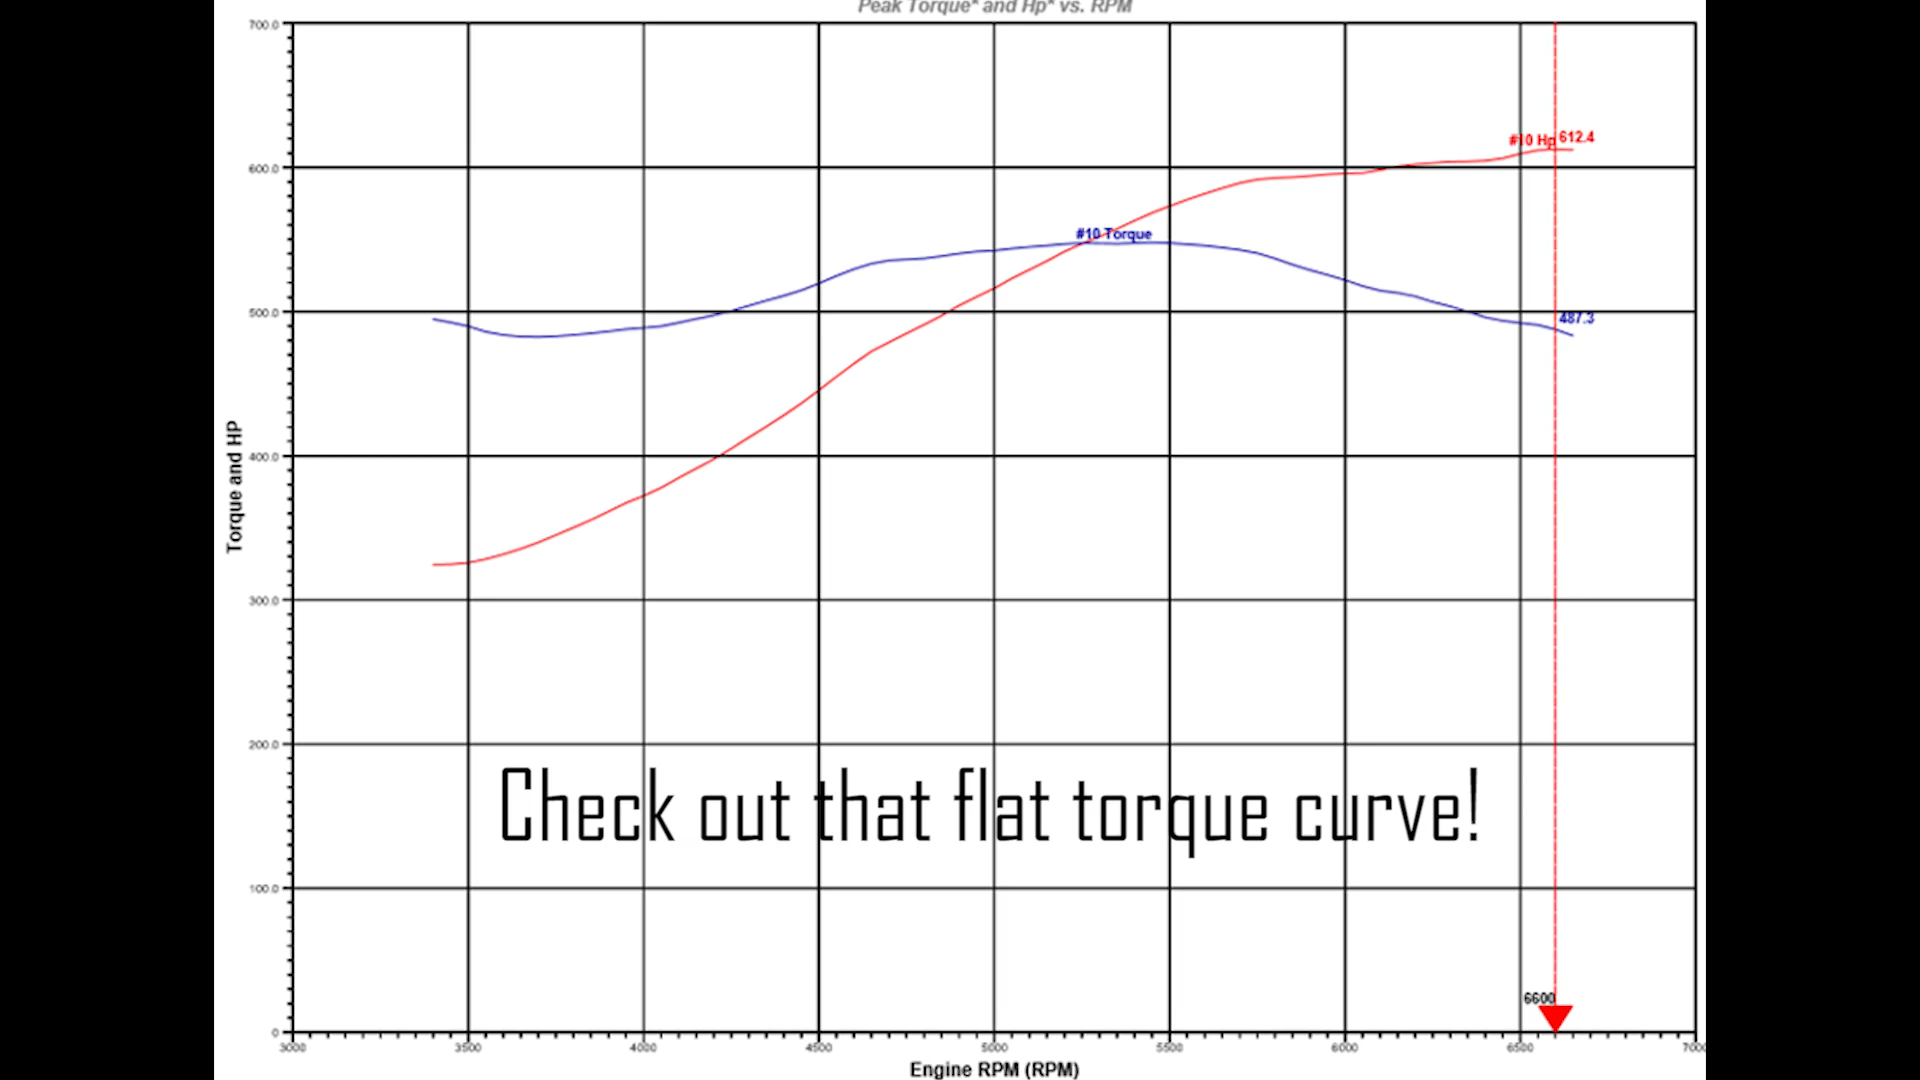 Peak Torque* and Hp* vs. RPM
700.0
#10 Hp 612.4
600.0
#10 Torque
500.0
487.3
Torque and HP
400.0
300.0
200.0
Check out that flat torque curve!
100.0
6600
0
3000 3500 4000 4500 5000 5500 6000 6500 7000
Engine RPM (RPM)